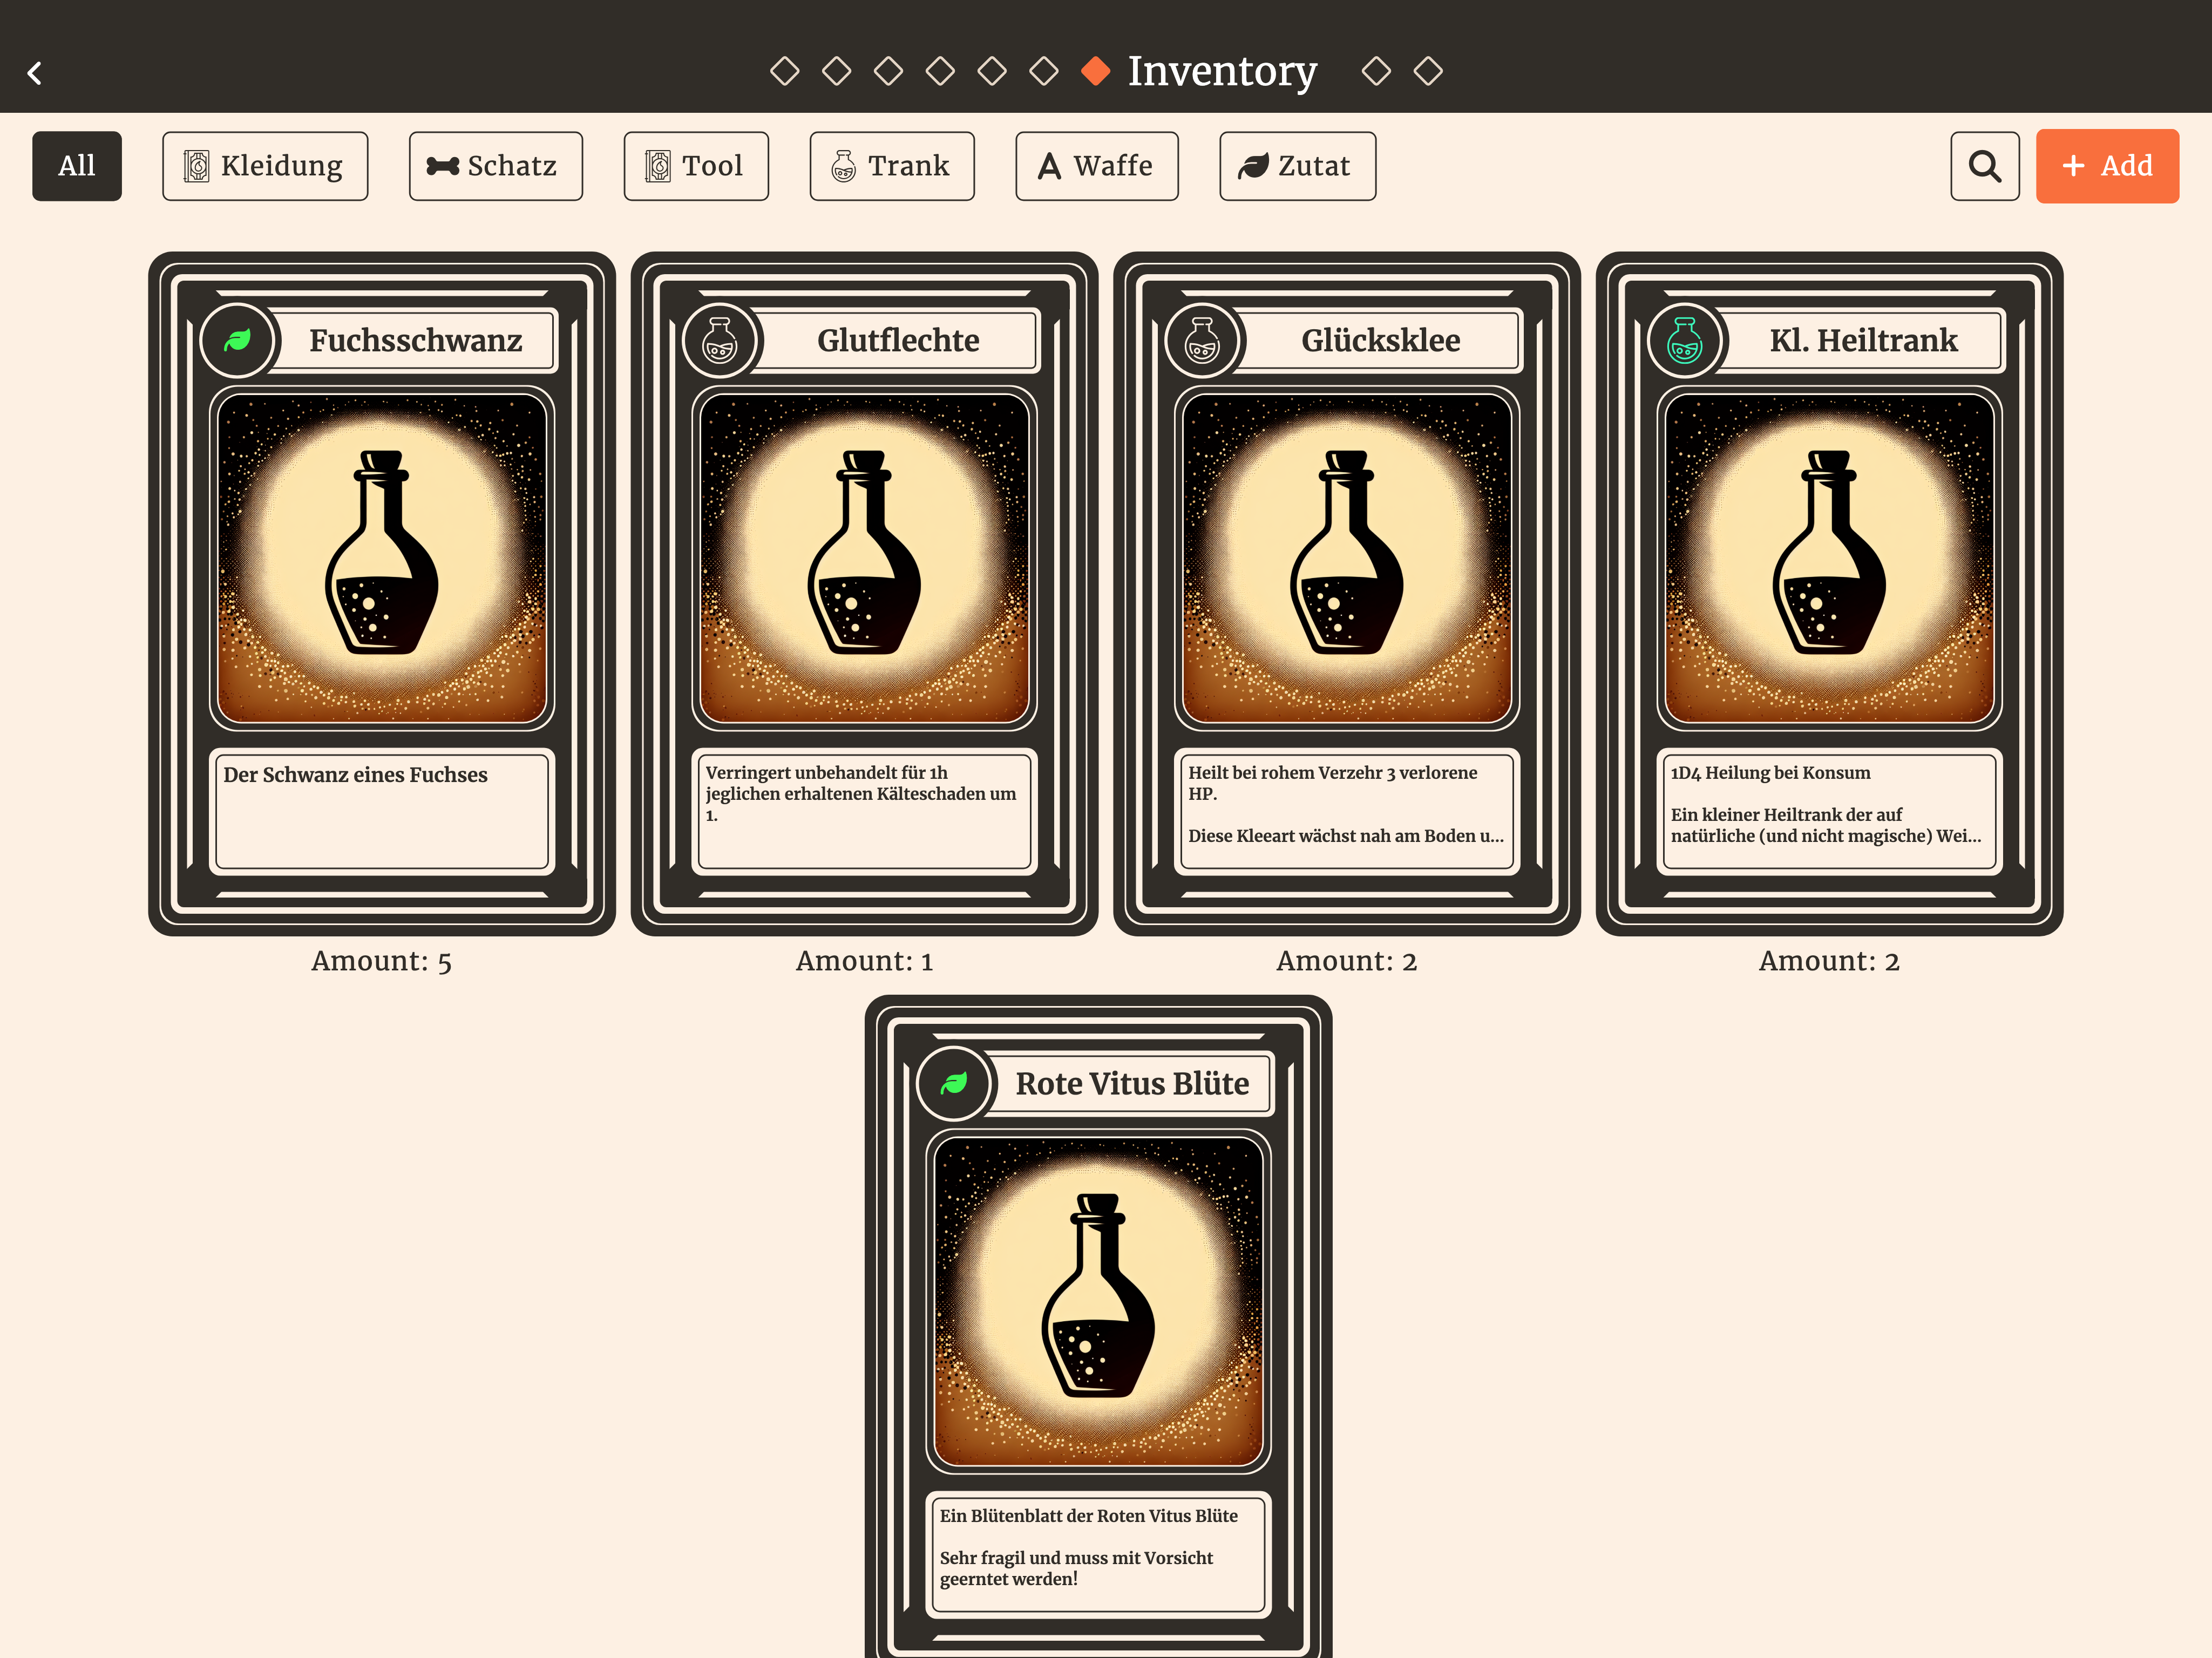 Inventory
All
Kleidung
Schatz
Tool
Trank
Waffe
Zutat
Add
Fuchsschwanz
Der Schwanz eines Fuchses
Amount: 5
Glutflechte
Verringert unbehandelt für 1h
jeglichen erhaltenen Kälteschaden um
1.
Amount: 1
Glücksklee
Heilt bei rohem Verzehr 3 verlorene
HP.
Diese Kleeart wächst nah am Boden u...
Amount: 2
Kl. Heiltrank
1D4 Heilung bei Konsum
Ein kleiner Heiltrank der auf
natürliche (und nicht magische) Wei...
Amount: 2
Rote Vitus Blüte
Ein Blütenblatt der Roten Vitus Blüte
Sehr fragil und muss mit Vorsicht
geerntet werden!